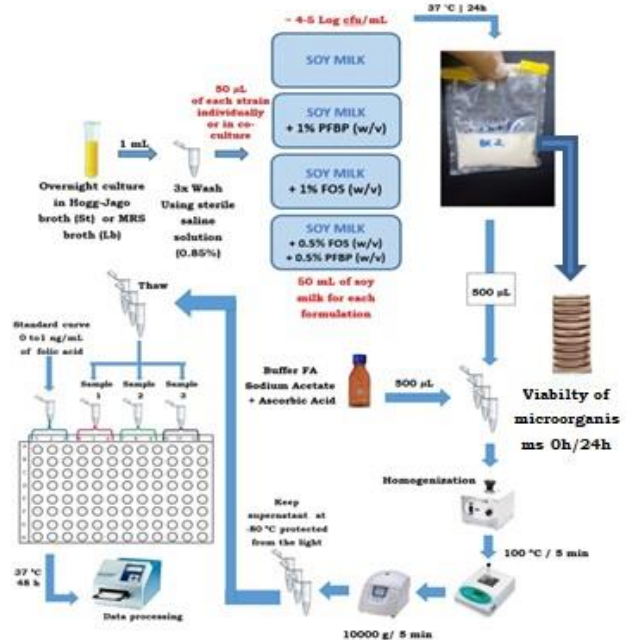 ~ 4-5 Log cfu/mL
37 °C | 24h
SOY MILK
SOY MILK
+ 1% PFBP (w/v)
SOY MILK
+ 1% FOS (w/v)
SOY MILK
+ 0.5% FOS (w/v)
+ 0.5% PFBP (w/v)
50 mL of soy
milk for each
formulation
50 µL
of each strain
individually
or in co-
culture
1 mL
Overnight culture
in Hogg-Jago
broth (St) or MRS
broth (Lb)
3x Wash
Using sterile
saline
solution
(0.85%)
500 µL
Viabilty of
microorganis
ms 0h/24h
Buffer FA
Sodium Acetate
+ Ascorbic Acid
500 µL
Homogenization
100 °C / 5 min
10000 g/ 5 min
Keep
supernatant at
-80 °C protected
from the light
Thaw
Standard curve
0 to1 ng/mL
of folic acid
Sample
1
Sample
2
Sample
3
37 °C
48 h
Data processing